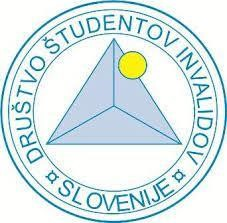 DRUŠTVO ŠTUDENTOV INVALIDOV
¤ SLOVENIJE ¤